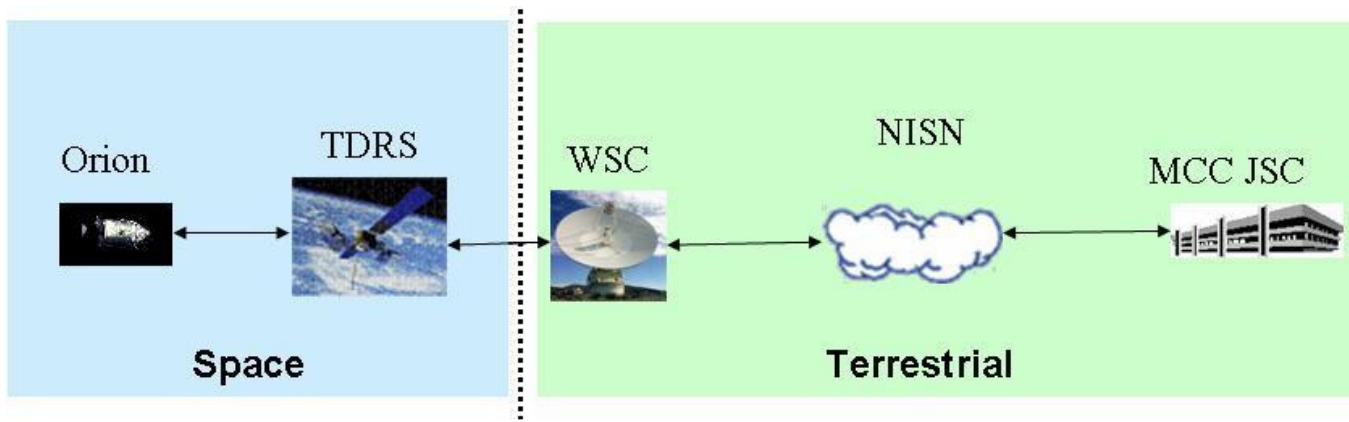 Orion
TDRS
WSC
NISN
MCC JSC
Space
Terrestrial